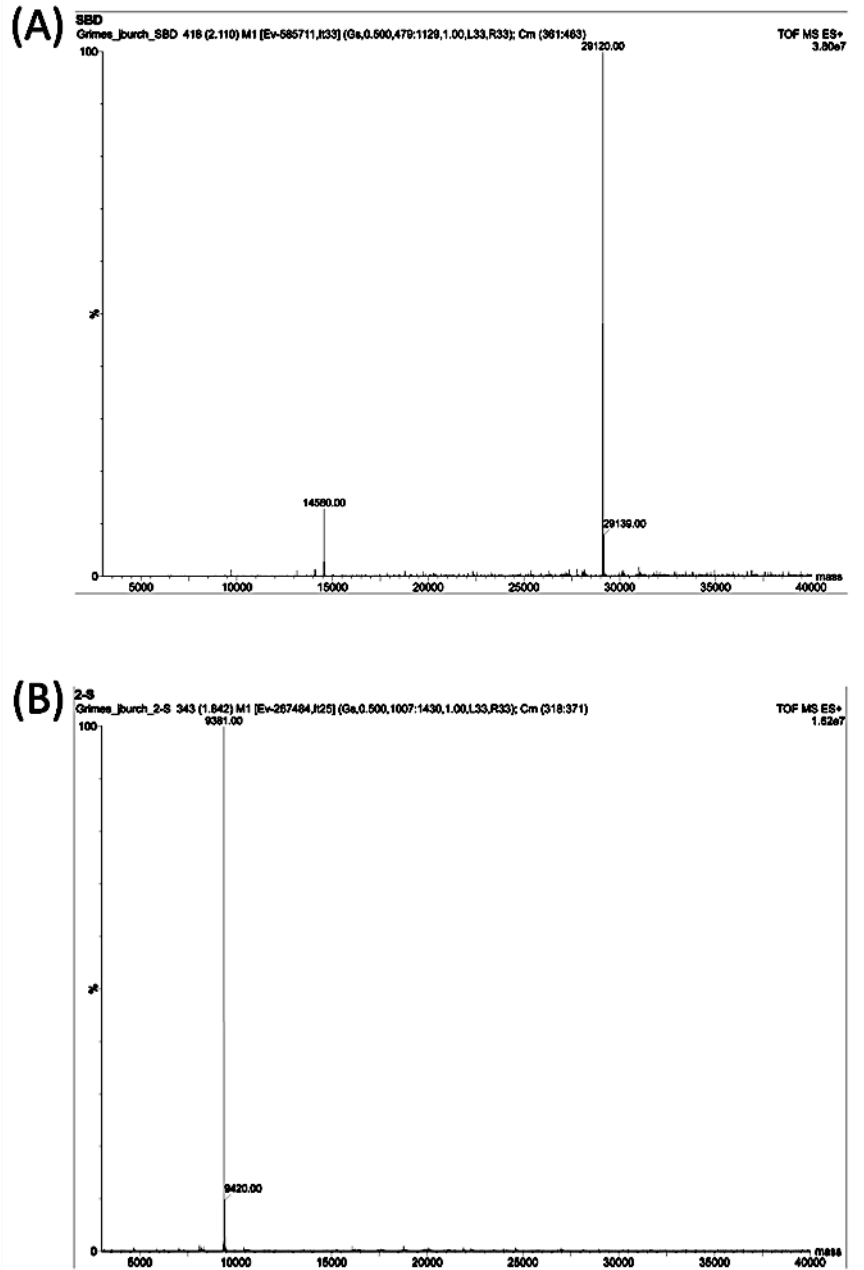 (A)
SBD
Grimes_jburch_SBD 418 (2.110) M1 [Ev-585711,It33] (Gs,0.500,479:1129,1.00,L33,R33); Cm (361:463)
TOF MS ES+
3.80e7
100
29120.00
%
14560.00
29139.00
0
5000 10000 15000 20000 25000 30000 35000 40000
mass
(B)
2-S
Grimes_jburch_2-S 343 (1.842) M1 [Ev-267484,It25] (Gs,0.500,1007:1430,1.00,L33,R33); Cm (318:371)
TOF MS ES+
1.62e7
100
9381.00
%
9420.00
0
5000 10000 15000 20000 25000 30000 35000 40000
mass